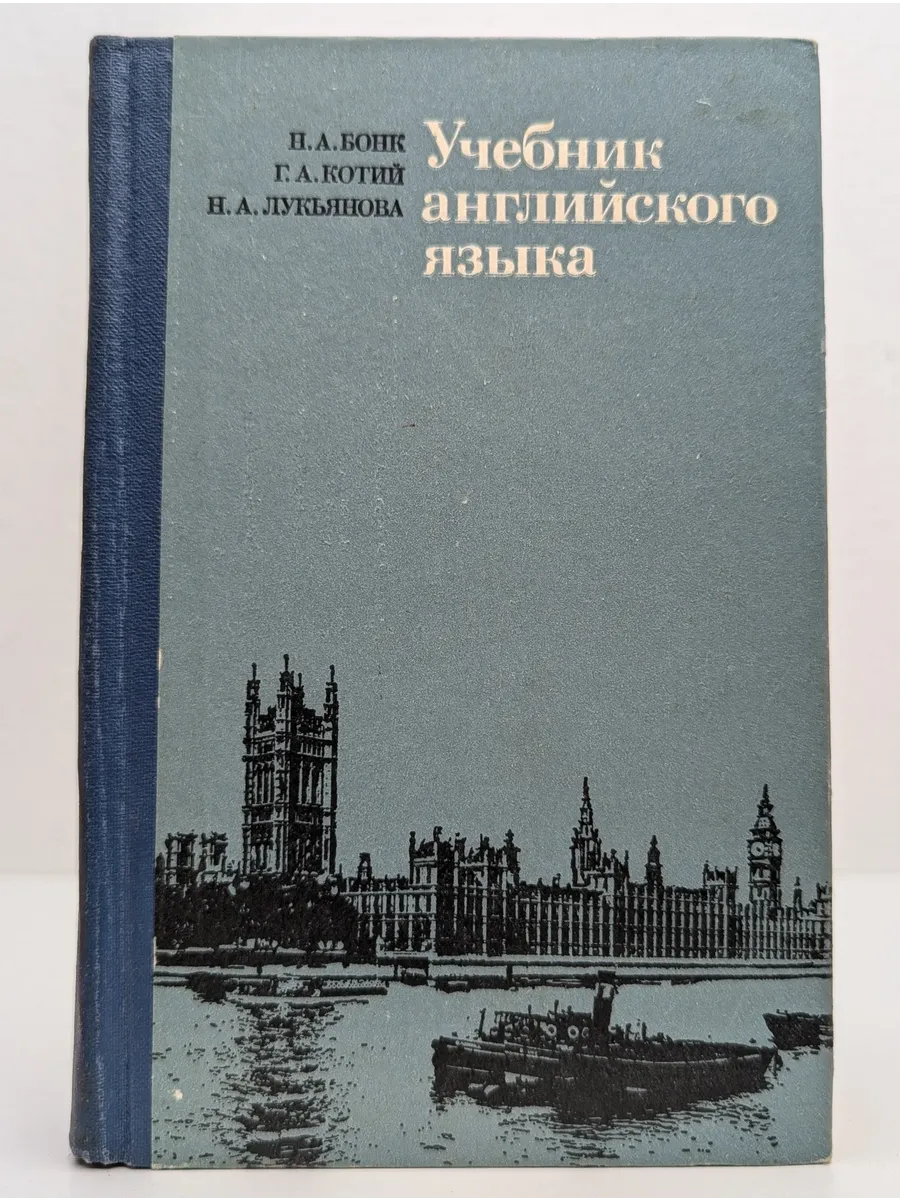 Н. А. БОНК
Г. А. КОТИЙ
Н. А. ЛУКЬЯНОВА
Учебник
английского
языка